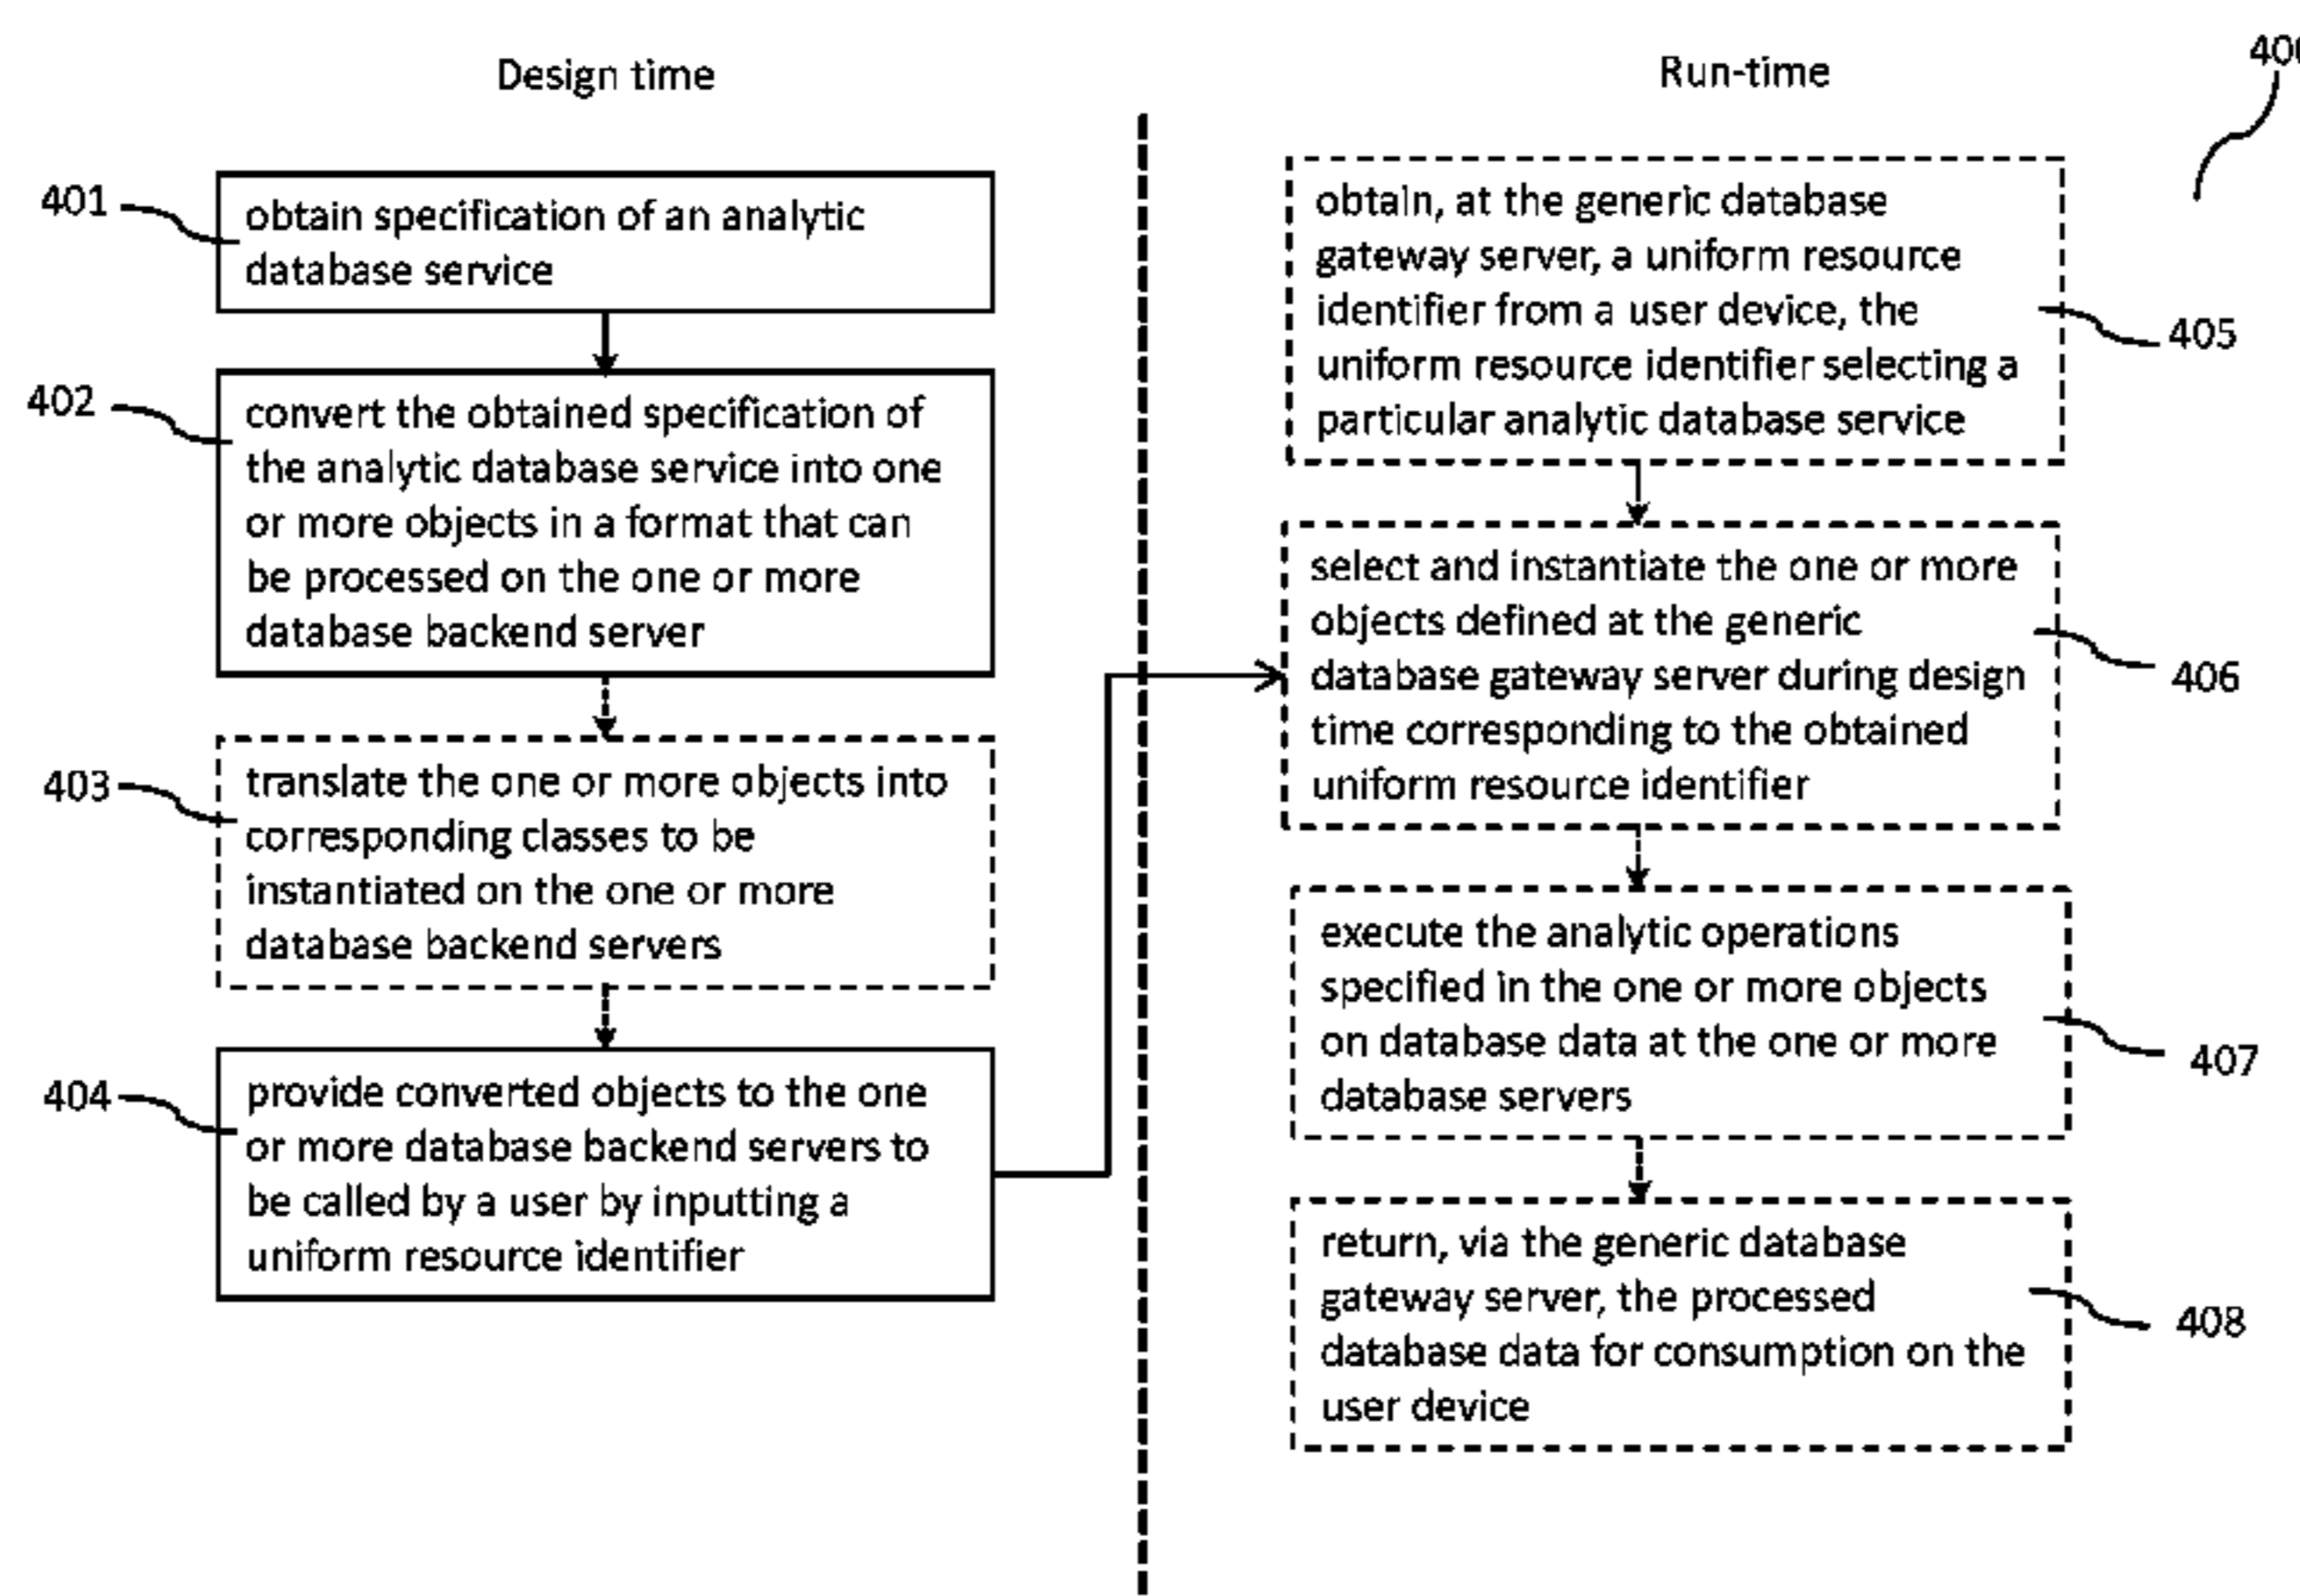 Design time
401
obtain specification of an analytic
database service
402
convert the obtained specification of
the analytic database service into one
or more objects in a format that can
be processed on the one or more
database backend server
403
translate the one or more objects into
corresponding classes to be
instantiated on the one or more
database backend servers
404
provide converted objects to the one
or more database backend servers to
be called by a user by inputting a
uniform resource identifier
Run-time
400
obtain, at the generic database
gateway server, a uniform resource
identifier from a user device, the
uniform resource identifier selecting a
particular analytic database service
405
select and instantiate the one or more
objects defined at the generic
database gateway server during design
time corresponding to the obtained
uniform resource identifier
406
execute the analytic operations
specified in the one or more objects
on database data at the one or more
database servers
407
return, via the generic database
gateway server, the processed
database data for consumption on the
user device
408